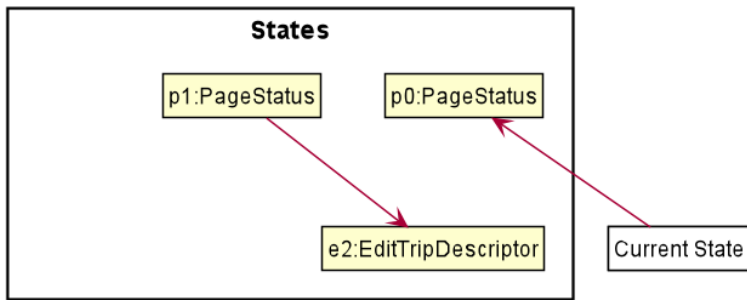 States
p1:PageStatus
p0:PageStatus
e2:EditTripDescriptor
Current State